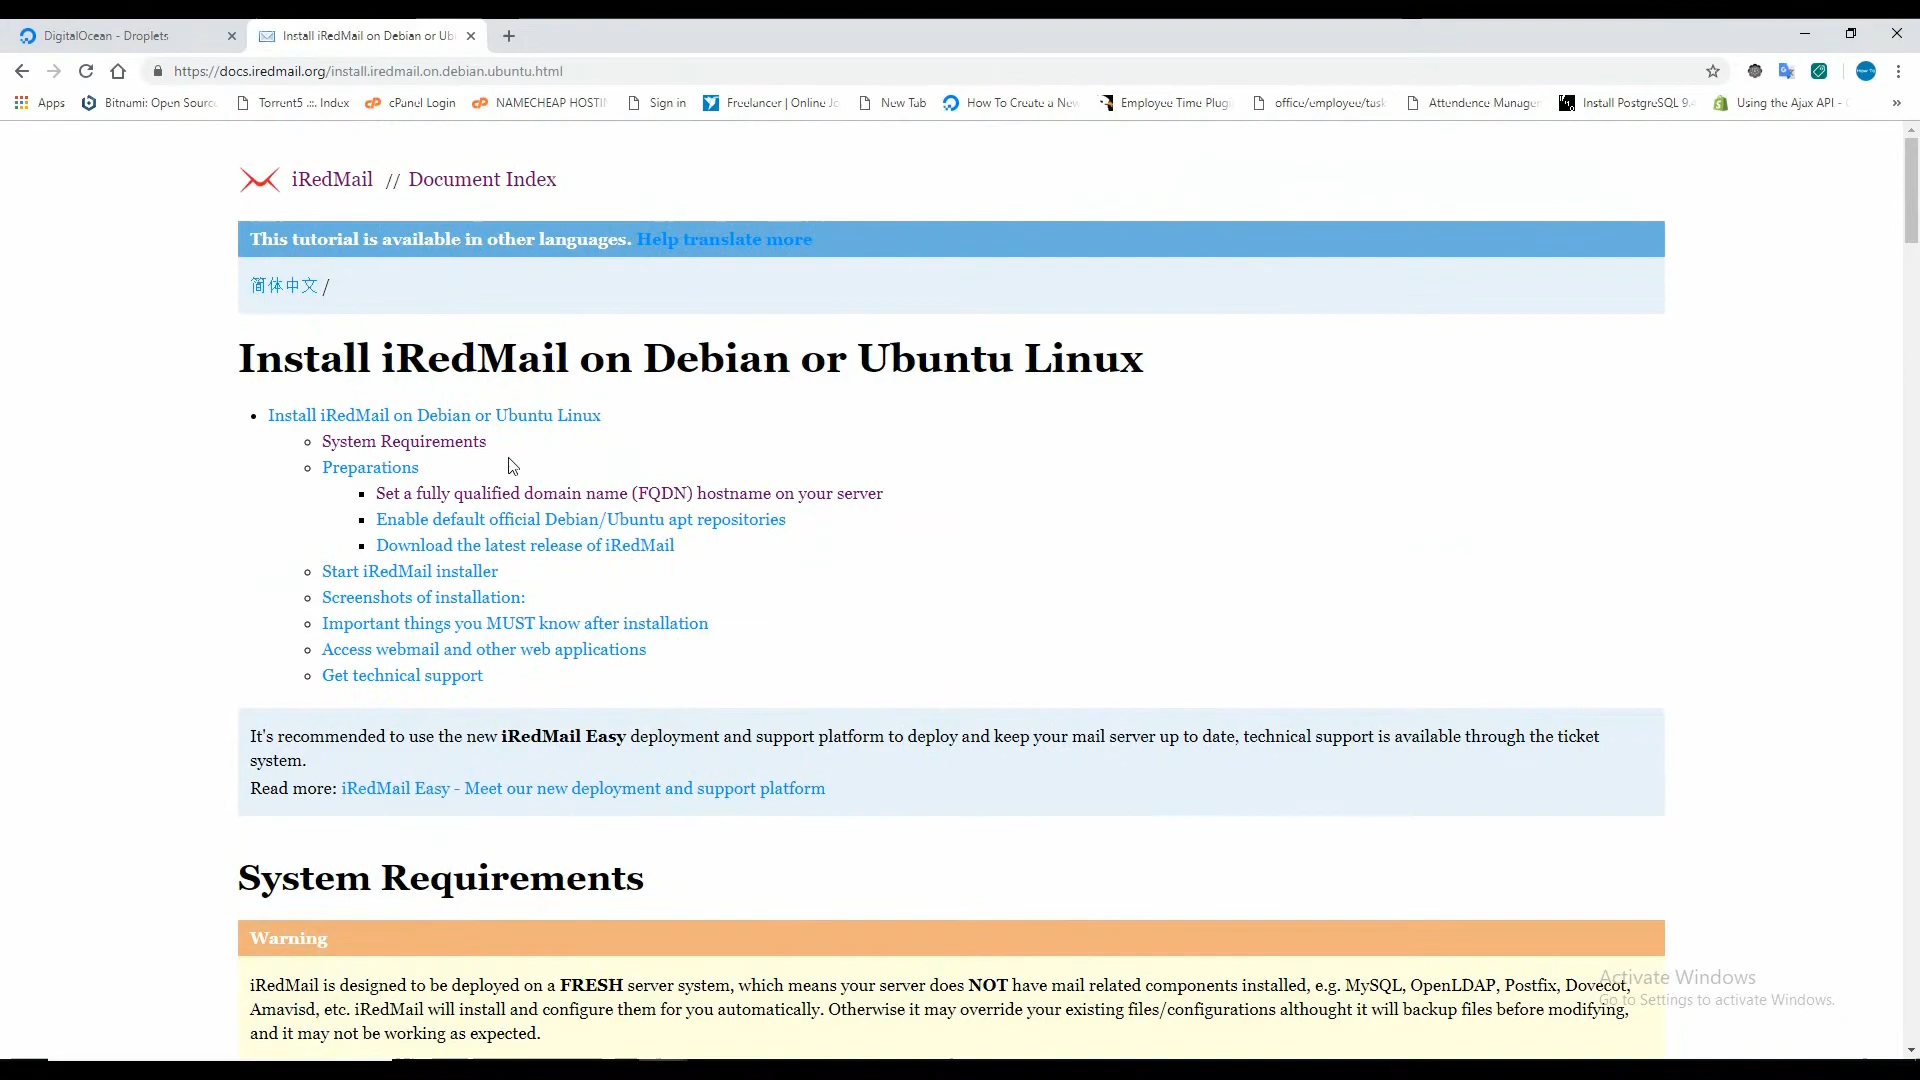 DigitalOcean - Droplets
Install iRedMail on Debian or Ub
https://docs.iredmail.org/install.iredmail.on.debian.ubuntu.html
Apps
Bitnami: Open Sourc
Torrent5 .::. Index
cPanel Login
NAMECHEAP HOSTI
Sign in
Freelancer | Online Jo
New Tab
How To Create a New
Employee Time Plug
office/employee/task
Attendence Manager
Install PostgreSQL 9.4
Using the Ajax API -
»
iRedMail // Document Index
This tutorial is available in other languages. Help translate more
简体中文 /
Install iRedMail on Debian or Ubuntu Linux
Install iRedMail on Debian or Ubuntu Linux
System Requirements
Preparations
Set a fully qualified domain name (FQDN) hostname on your server
Enable default official Debian/Ubuntu apt repositories
Download the latest release of iRedMail
Start iRedMail installer
Screenshots of installation:
Important things you MUST know after installation
Access webmail and other web applications
Get technical support
It's recommended to use the new iRedMail Easy deployment and support platform to deploy and keep your mail server up to date, technical support is available through the ticket
system.
Read more: iRedMail Easy - Meet our new deployment and support platform
System Requirements
Warning
iRedMail is designed to be deployed on a FRESH server system, which means your server does NOT have mail related components installed, e.g. MySQL, OpenLDAP, Postfix, Dovecot,
Amavisd, etc. iRedMail will install and configure them for you automatically. Otherwise it may override your existing files/configurations althought it will backup files before modifying,
and it may not be working as expected.
Activate Windows
Go to Settings to activate Windows.